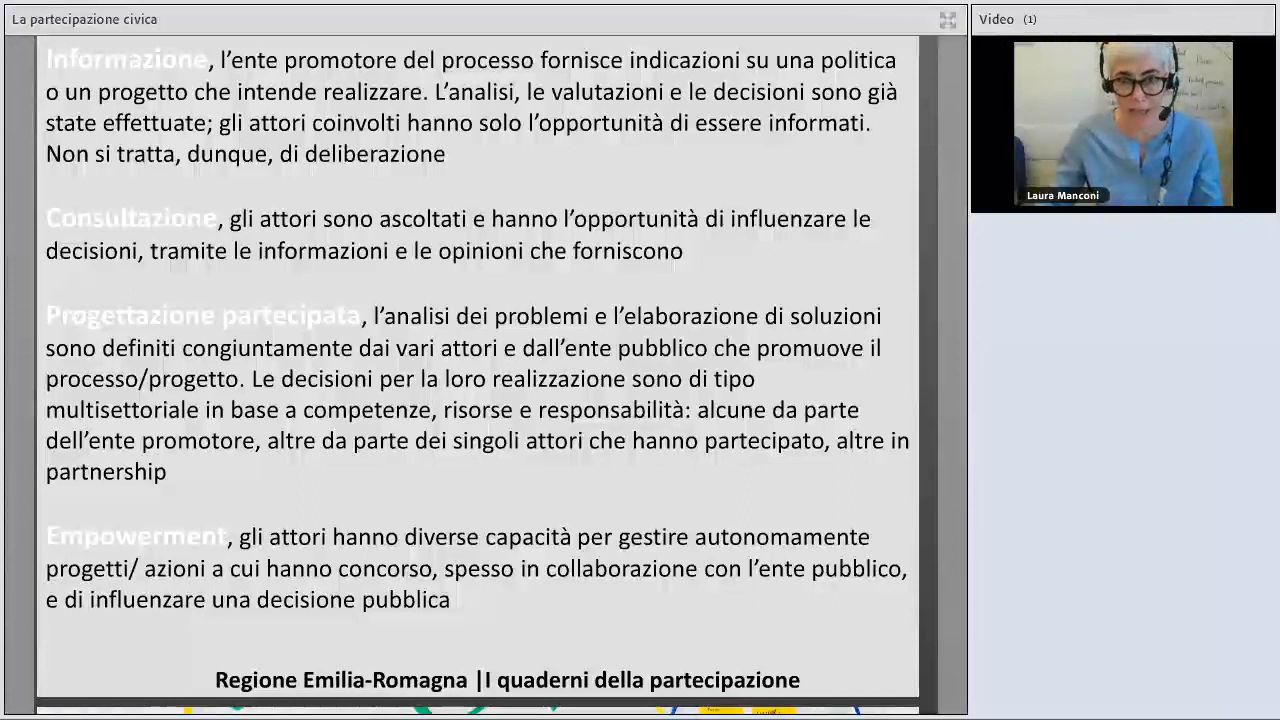 La partecipazione civica
Informazione, l’ente promotore del processo fornisce indicazioni su una politica
o un progetto che intende realizzare. L’analisi, le valutazioni e le decisioni sono già
state effettuate; gli attori coinvolti hanno solo l’opportunità di essere informati.
Non si tratta, dunque, di deliberazione
Consultazione, gli attori sono ascoltati e hanno l’opportunità di influenzare le
decisioni, tramite le informazioni e le opinioni che forniscono
Progettazione partecipata, l’analisi dei problemi e l’elaborazione di soluzioni
sono definiti congiuntamente dai vari attori e dall’ente pubblico che promuove il
processo/progetto. Le decisioni per la loro realizzazione sono di tipo
multisettoriale in base a competenze, risorse e responsabilità: alcune da parte
dell’ente promotore, altre da parte dei singoli attori che hanno partecipato, altre in
partnership
Empowerment, gli attori hanno diverse capacità per gestire autonomamente
progetti/ azioni a cui hanno concorso, spesso in collaborazione con l’ente pubblico,
e di influenzare una decisione pubblica
Regione Emilia-Romagna |I quaderni della partecipazione
Video (1)
Laura Manconi